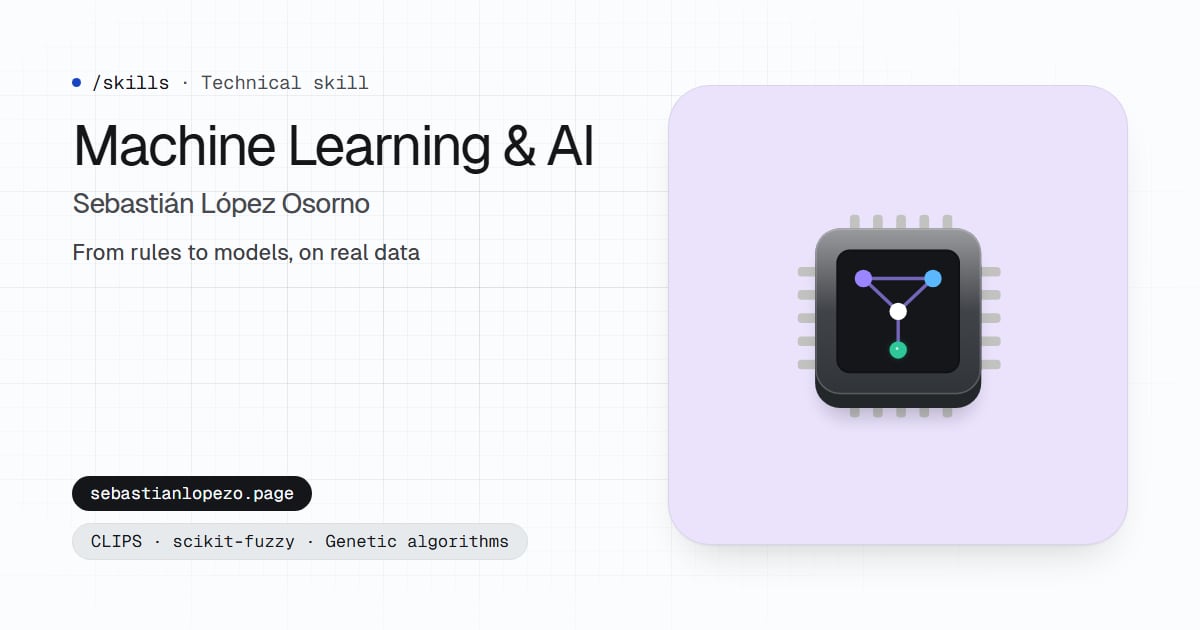 /skills · Technical skill
Machine Learning & AI
Sebastián López Osorno
From rules to models, on real data
sebastianlopezo.page
CLIPS · scikit-fuzzy · Genetic algorithms